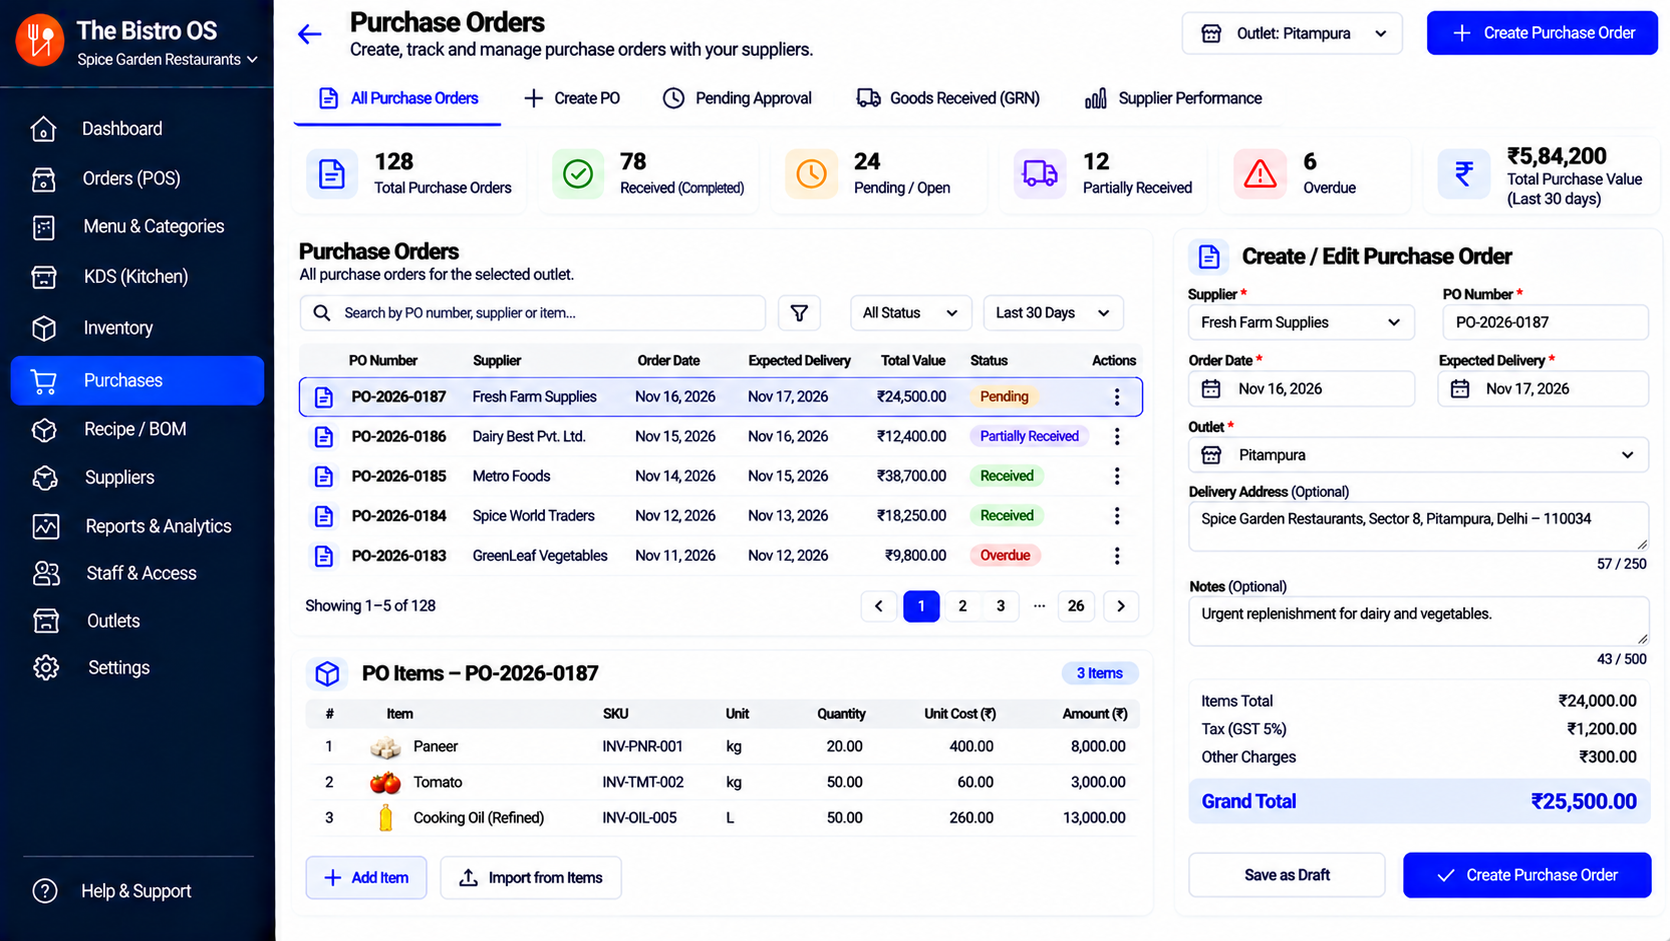 The Bistro OS
Spice Garden Restaurants
Dashboard
Orders (POS)
Menu & Categories
KDS (Kitchen)
Inventory
Purchases
Recipe / BOM
Suppliers
Reports & Analytics
Staff & Access
Outlets
Settings
Help & Support
Purchase Orders
Create, track and manage purchase orders with your suppliers.
Outlet: Pitampura
Create Purchase Order
All Purchase Orders
Create PO
Pending Approval
Goods Received (GRN)
Supplier Performance
128
Total Purchase Orders
78
Received (Completed)
24
Pending / Open
12
Partially Received
6
Overdue
₹5,84,200
Total Purchase Value
(Last 30 days)
Purchase Orders
All purchase orders for the selected outlet.
Search by PO number, supplier or item...
All Status
Last 30 Days
PO Number Supplier Order Date Expected Delivery Total Value Status Actions
PO-2026-0187 Fresh Farm Supplies Nov 16, 2026 Nov 17, 2026 ₹24,500.00 Pending
PO-2026-0186 Dairy Best Pvt. Ltd. Nov 15, 2026 Nov 16, 2026 ₹12,400.00 Partially Received
PO-2026-0185 Metro Foods Nov 14, 2026 Nov 15, 2026 ₹38,700.00 Received
PO-2026-0184 Spice World Traders Nov 12, 2026 Nov 13, 2026 ₹18,250.00 Received
PO-2026-0183 GreenLeaf Vegetables Nov 11, 2026 Nov 12, 2026 ₹9,800.00 Overdue
Showing 1–5 of 128
1 2 3 ... 26
PO Items – PO-2026-0187
3 Items
# Item SKU Unit Quantity Unit Cost (₹) Amount (₹)
1 Paneer INV-PNR-001 kg 20.00 400.00 8,000.00
2 Tomato INV-TMT-002 kg 50.00 60.00 3,000.00
3 Cooking Oil (Refined) INV-OIL-005 L 50.00 260.00 13,000.00
Add Item
Import from Items
Create / Edit Purchase Order
Supplier * PO Number *
Fresh Farm Supplies PO-2026-0187
Order Date * Expected Delivery *
Nov 16, 2026 Nov 17, 2026
Outlet *
Pitampura
Delivery Address (Optional)
Spice Garden Restaurants, Sector 8, Pitampura, Delhi – 110034
57 / 250
Notes (Optional)
Urgent replenishment for dairy and vegetables.
43 / 500
Items Total ₹24,000.00
Tax (GST 5%) ₹1,200.00
Other Charges ₹300.00
Grand Total ₹25,500.00
Save as Draft
Create Purchase Order